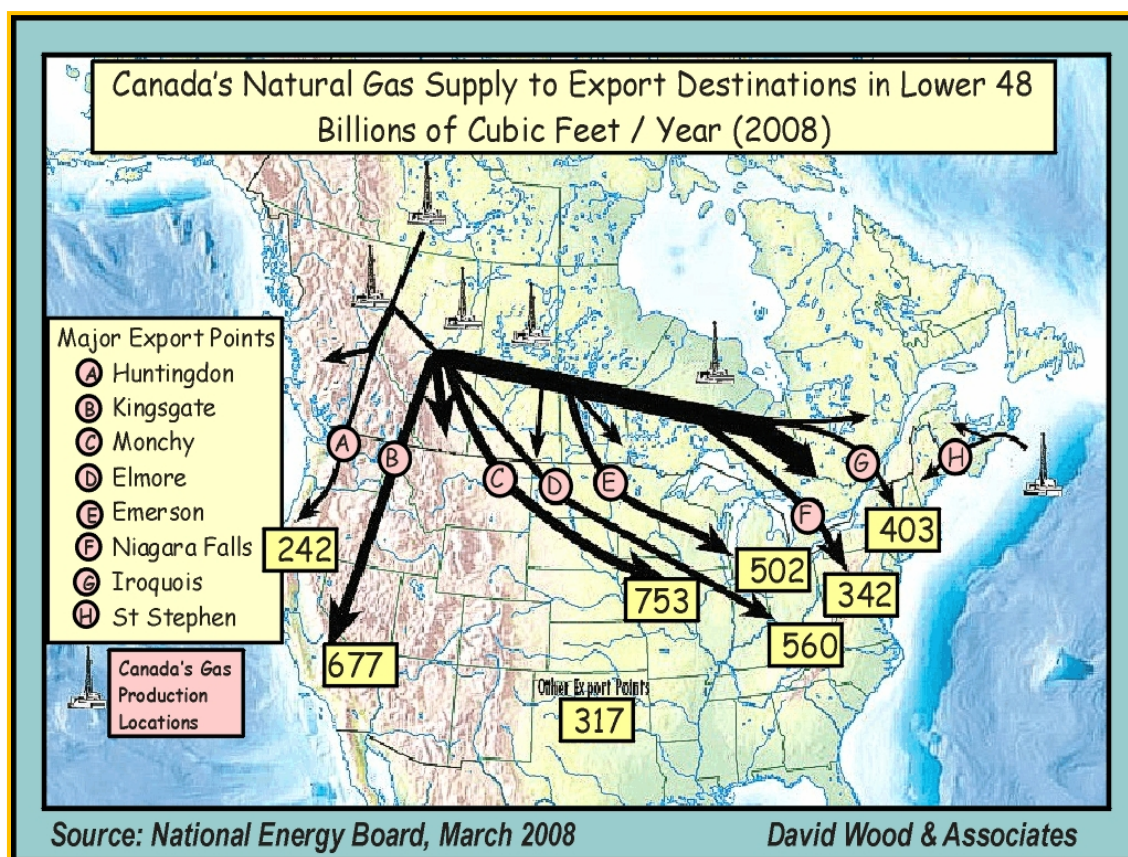 Canada's Natural Gas Supply to Export Destinations in Lower 48
Billions of Cubic Feet / Year (2008)
Major Export Points
A Huntingdon
B Kingsgate
C Monchy
D Elmore
E Emerson
F Niagara Falls
G Iroquois
H St Stephen
A
B
C
D
E
F
G
H
242
677
753
502
560
342
403
Other Export Points
317
Canada's Gas
Production
Locations
Source: National Energy Board, March 2008
David Wood & Associates